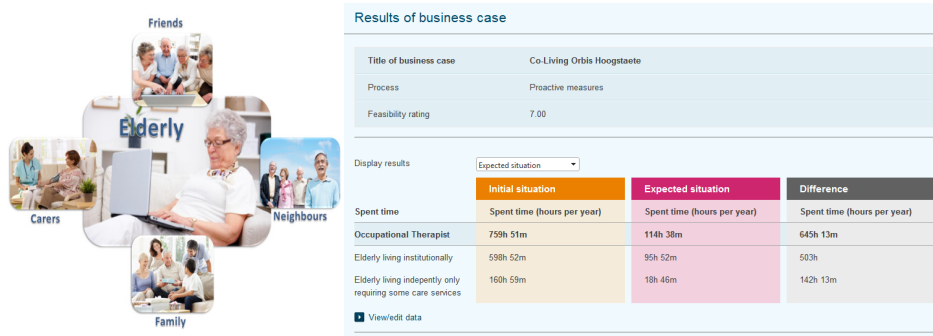 Friends
Elderly
Carers
Neighbours
Family
Results of business case
Title of business case Co-Living Orbis Hoogstaete
Process Proactive measures
Feasibility rating 7.00
Display results Expected situation
Initial situation Expected situation Difference
Spent time Spent time (hours per year) Spent time (hours per year) Spent time (hours per year)
Occupational Therapist 759h 51m 114h 38m 645h 13m
Elderly living institutionally 598h 52m 95h 52m 503h
Elderly living indepently only 160h 59m 18h 46m 142h 13m
requiring some care services
View/edit data